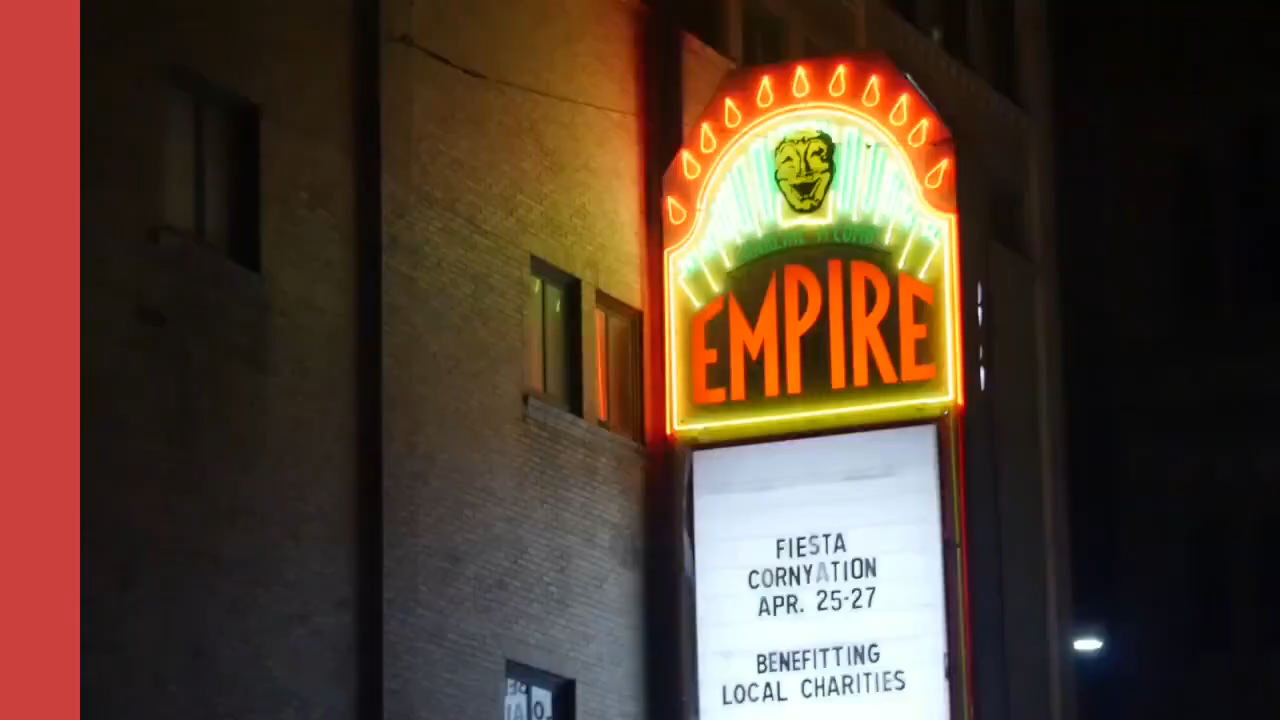 EMPIRE
FIESTA
CORNYATION
APR. 25-27
BENEFITTING
LOCAL CHARITIES